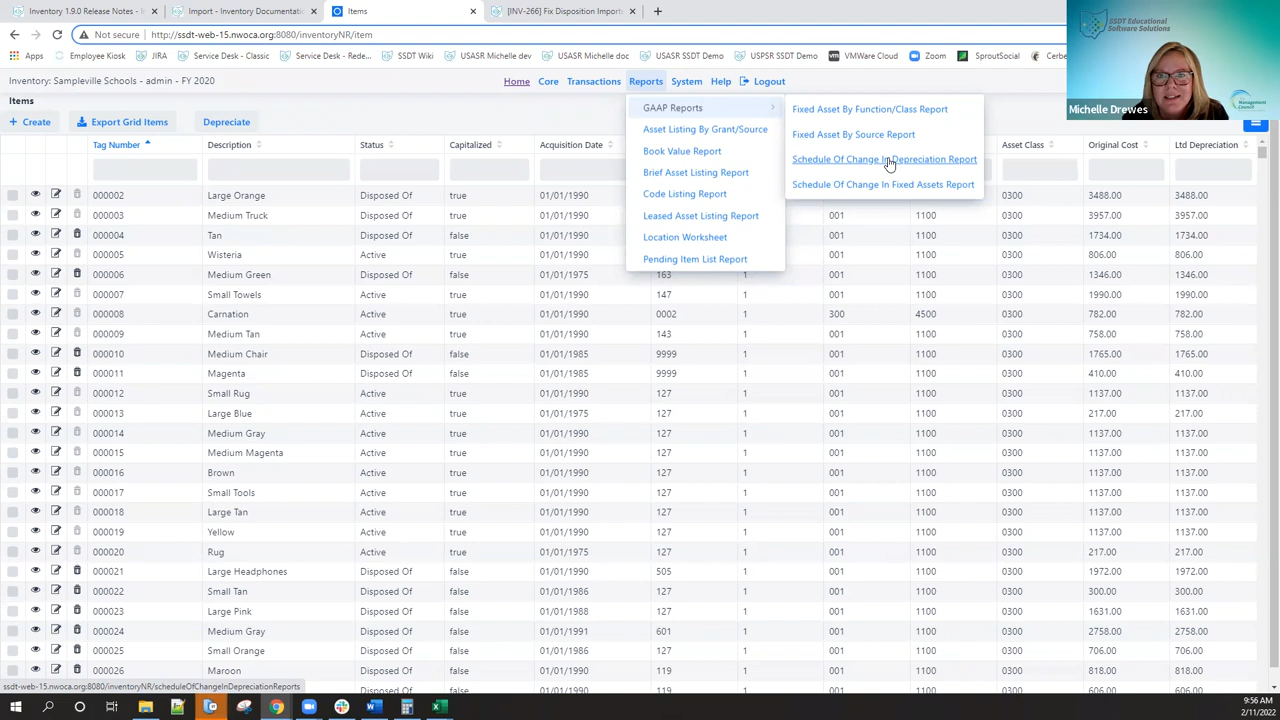 Inventory 1.9.0 Release Notes -
Import - Inventory Documentatio
Items
[INV-266] Fix Disposition Import:
Not secure
http://ssdt-web-15.nwoca.org:8080/inventoryNR/item
Apps
Employee Kiosk
JIRA
Service Desk - Classic
Service Desk - Rede...
SSDT Wiki
USASR Michelle dev
USASR Michelle doc
USASR SSDT Demo
USPSR SSDT Demo
VMWare Cloud
Zoom
SproutSocial
Cerbe
SSDT Educational
Software Solutions
Management
Council
Michelle Drewes
Inventory: Sampleville Schools - admin - FY 2020
Home Core Transactions Reports System Help Logout
Items
Create Export Grid Items Depreciate
GAAP Reports
Asset Listing By Grant/Source
Book Value Report
Brief Asset Listing Report
Code Listing Report
Leased Asset Listing Report
Location Worksheet
Pending Item List Report
Fixed Asset By Function/Class Report
Fixed Asset By Source Report
Schedule Of Change In Depreciation Report
Schedule Of Change In Fixed Assets Report
Tag Number Description Status Capitalized Acquisition Date Asset Class Original Cost Ltd Depreciation
000002 Large Orange Disposed Of false 01/01/1990 001 1100 0300 3488.00 3488.00
000003 Medium Truck Disposed Of false 01/01/1990 001 1100 0300 3957.00 3957.00
000004 Tan Disposed Of false 01/01/1990 001 1100 0300 1734.00 1734.00
000005 Wisteria Active true 01/01/1990 001 1100 0300 806.00 806.00
000006 Medium Green Disposed Of false 01/01/1975 163 1 001 1100 0300 1346.00 1346.00
000007 Small Towels Active true 01/01/1990 147 1 001 1100 0300 1990.00 1990.00
000008 Carnation Active true 01/01/1990 0002 1 300 4500 0300 782.00 782.00
000009 Medium Tan Active true 01/01/1990 143 1 001 1100 0300 758.00 758.00
000010 Medium Chair Disposed Of false 01/01/1985 9999 1 001 1100 0300 1765.00 1765.00
000011 Magenta Disposed Of false 01/01/1985 9999 1 001 1100 0300 410.00 410.00
000012 Small Rug Active true 01/01/1990 127 1 001 1100 0300 1137.00 1137.00
000013 Large Blue Active true 01/01/1975 127 1 001 1100 0300 217.00 217.00
000014 Medium Gray Active true 01/01/1990 127 1 001 1100 0300 1137.00 1137.00
000015 Medium Magenta Active true 01/01/1990 127 1 001 1100 0300 1137.00 1137.00
000016 Brown Active true 01/01/1990 127 1 001 1100 0300 1137.00 1137.00
000017 Small Tools Active true 01/01/1990 127 1 001 1100 0300 1137.00 1137.00
000018 Large Tan Active true 01/01/1990 127 1 001 1100 0300 1137.00 1137.00
000019 Yellow Active true 01/01/1990 127 1 001 1100 0300 1137.00 1137.00
000020 Rug Active true 01/01/1975 127 1 001 1100 0300 217.00 217.00
000021 Large Headphones Disposed Of false 01/01/1990 505 1 001 1100 0300 1972.00 1972.00
000022 Small Tan Disposed Of false 01/01/1986 1 001 1100 0300 300.00 300.00
000023 Large Pink Disposed Of false 01/01/1988 1 001 1100 0300 1631.00 1631.00
000024 Medium Gray Disposed Of false 01/01/1991 601 1 001 1100 0300 2758.00 2758.00
000025 Small Orange Disposed Of false 01/01/1986 1 001 1100 0300 706.00 706.00
000026 Maroon Disposed Of false 01/01/1990 119 1 001 1100 0300 818.00 818.00
Disposed Of false 01/01/1990 119 1 001 1100 0300 606.00 606.00
ssdt-web-15.nwoca.org:8080/inventoryNR/scheduleOfChangeInDepreciationReports
9:56 AM
2/11/2022